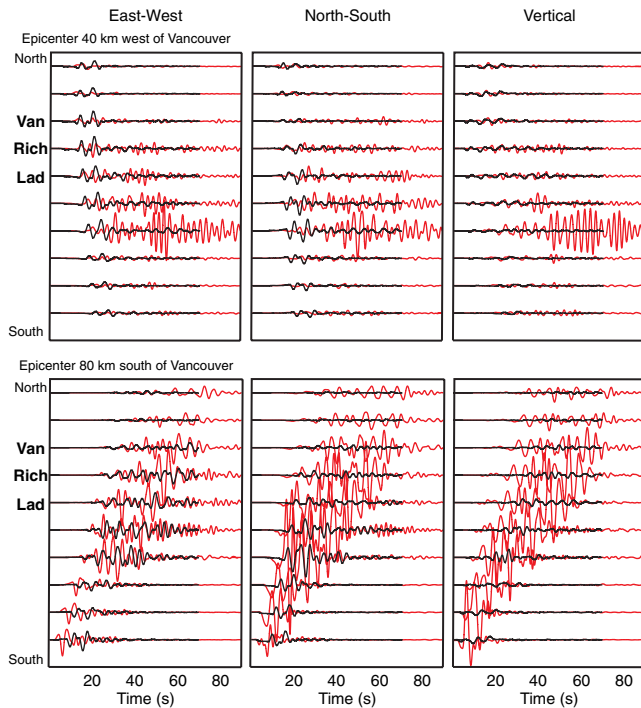 East-West North-South Vertical
Epicenter 40 km west of Vancouver
North
Van
Rich
Lad
South
Epicenter 80 km south of Vancouver
North
Van
Rich
Lad
South
20 40 60 80 20 40 60 80 20 40 60 80
Time (s) Time (s) Time (s)